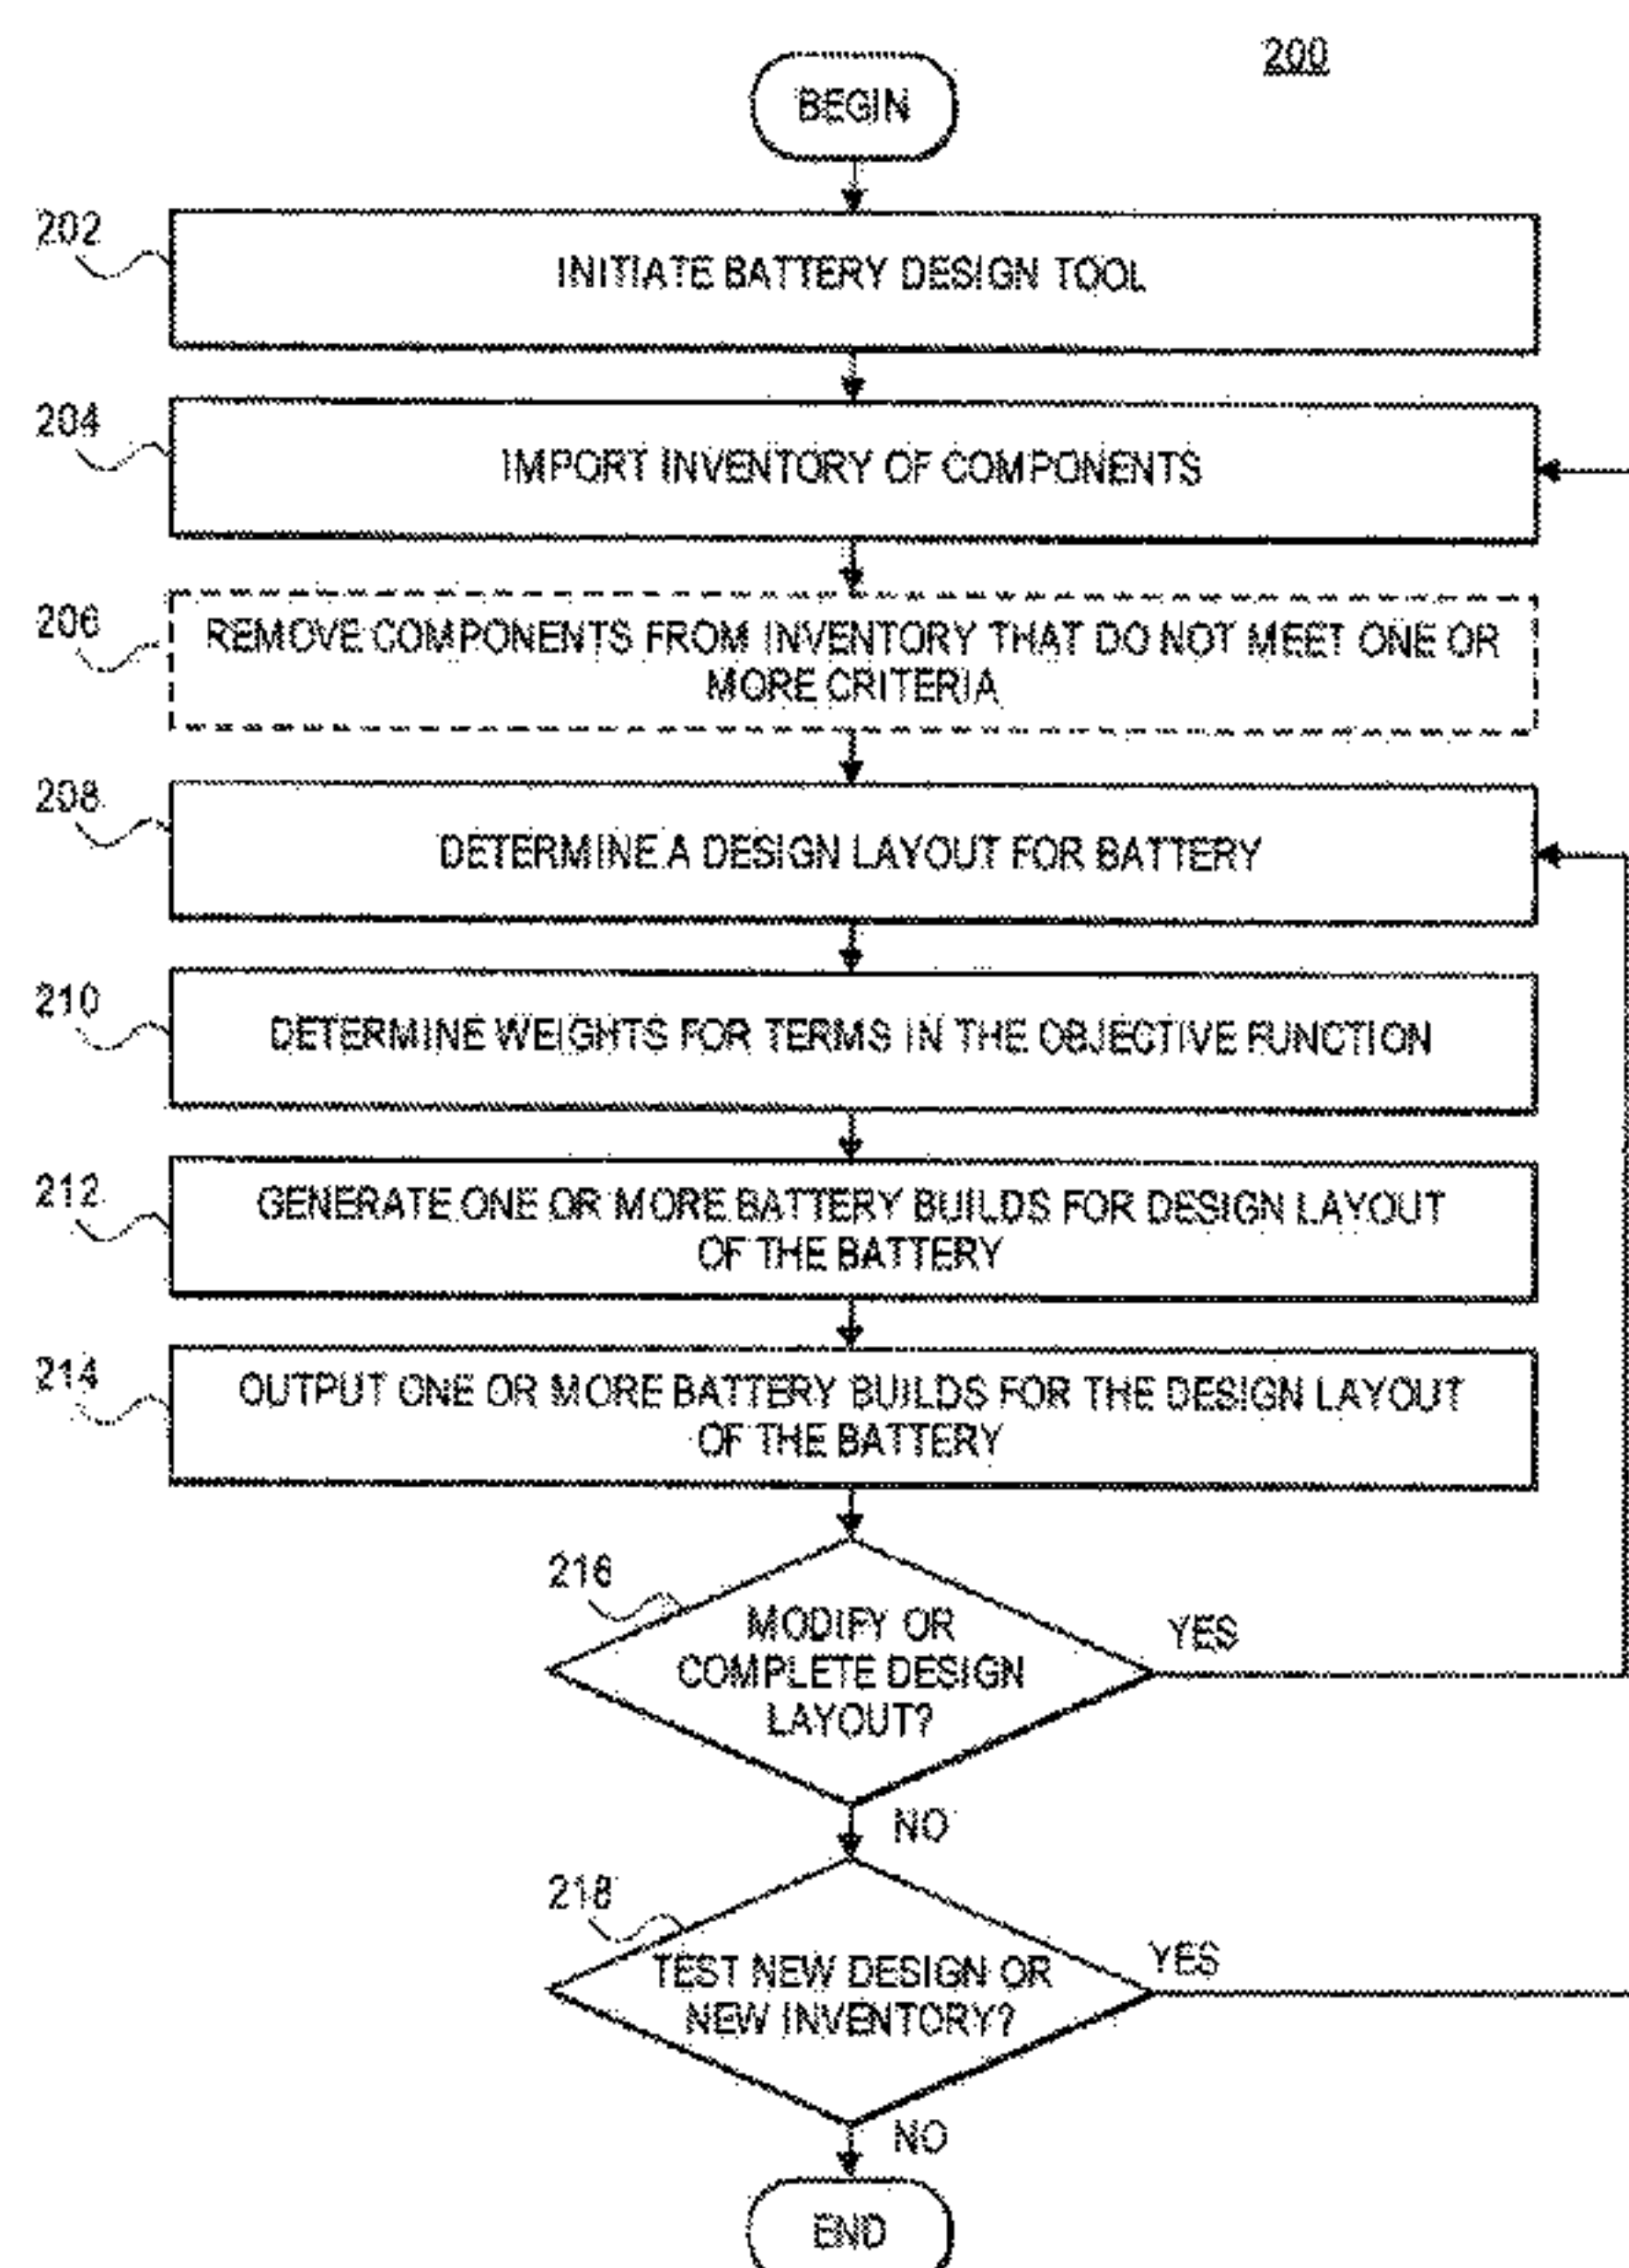 200
BEGIN
202
INITIATE BATTERY DESIGN TOOL
204
IMPORT INVENTORY OF COMPONENTS
206
REMOVE COMPONENTS FROM INVENTORY THAT DO NOT MEET ONE OR
MORE CRITERIA
208
DETERMINE A DESIGN LAYOUT FOR BATTERY
210
DETERMINE WEIGHTS FOR TERMS IN THE OBJECTIVE FUNCTION
212
GENERATE ONE OR MORE BATTERY BUILDS FOR DESIGN LAYOUT
OF THE BATTERY
214
OUTPUT ONE OR MORE BATTERY BUILDS FOR THE DESIGN LAYOUT
OF THE BATTERY
216
MODIFY OR
COMPLETE DESIGN
LAYOUT?
YES
NO
218
TEST NEW DESIGN OR
NEW INVENTORY?
YES
NO
END